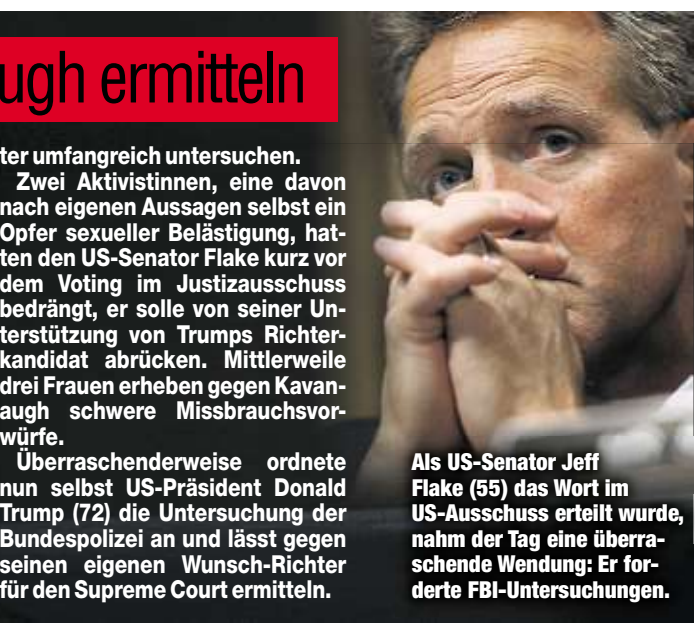 ugh ermitteln
ter umfangreich untersuchen.
Zwei Aktivistinnen, eine davon
nach eigenen Aussagen selbst ein
Opfer sexueller Belästigung, hat-
ten den US-Senator Flake kurz vor
dem Voting im Justizausschuss
bedrängt, er solle von seiner Un-
terstützung von Trumps Richter-
kandidat abrücken. Mittlerweile
drei Frauen erheben gegen Kavan-
augh schwere Missbrauchsvor-
würfe.
Überraschenderweise ordnete
nun selbst US-Präsident Donald
Trump (72) die Untersuchung der
Bundespolizei an und lässt gegen
seinen eigenen Wunsch-Richter
für den Supreme Court ermitteln.
Als US-Senator Jeff
Flake (55) das Wort im
US-Ausschuss erteilt wurde,
nahm der Tag eine überra-
schende Wendung: Er for-
derte FBI-Untersuchungen.